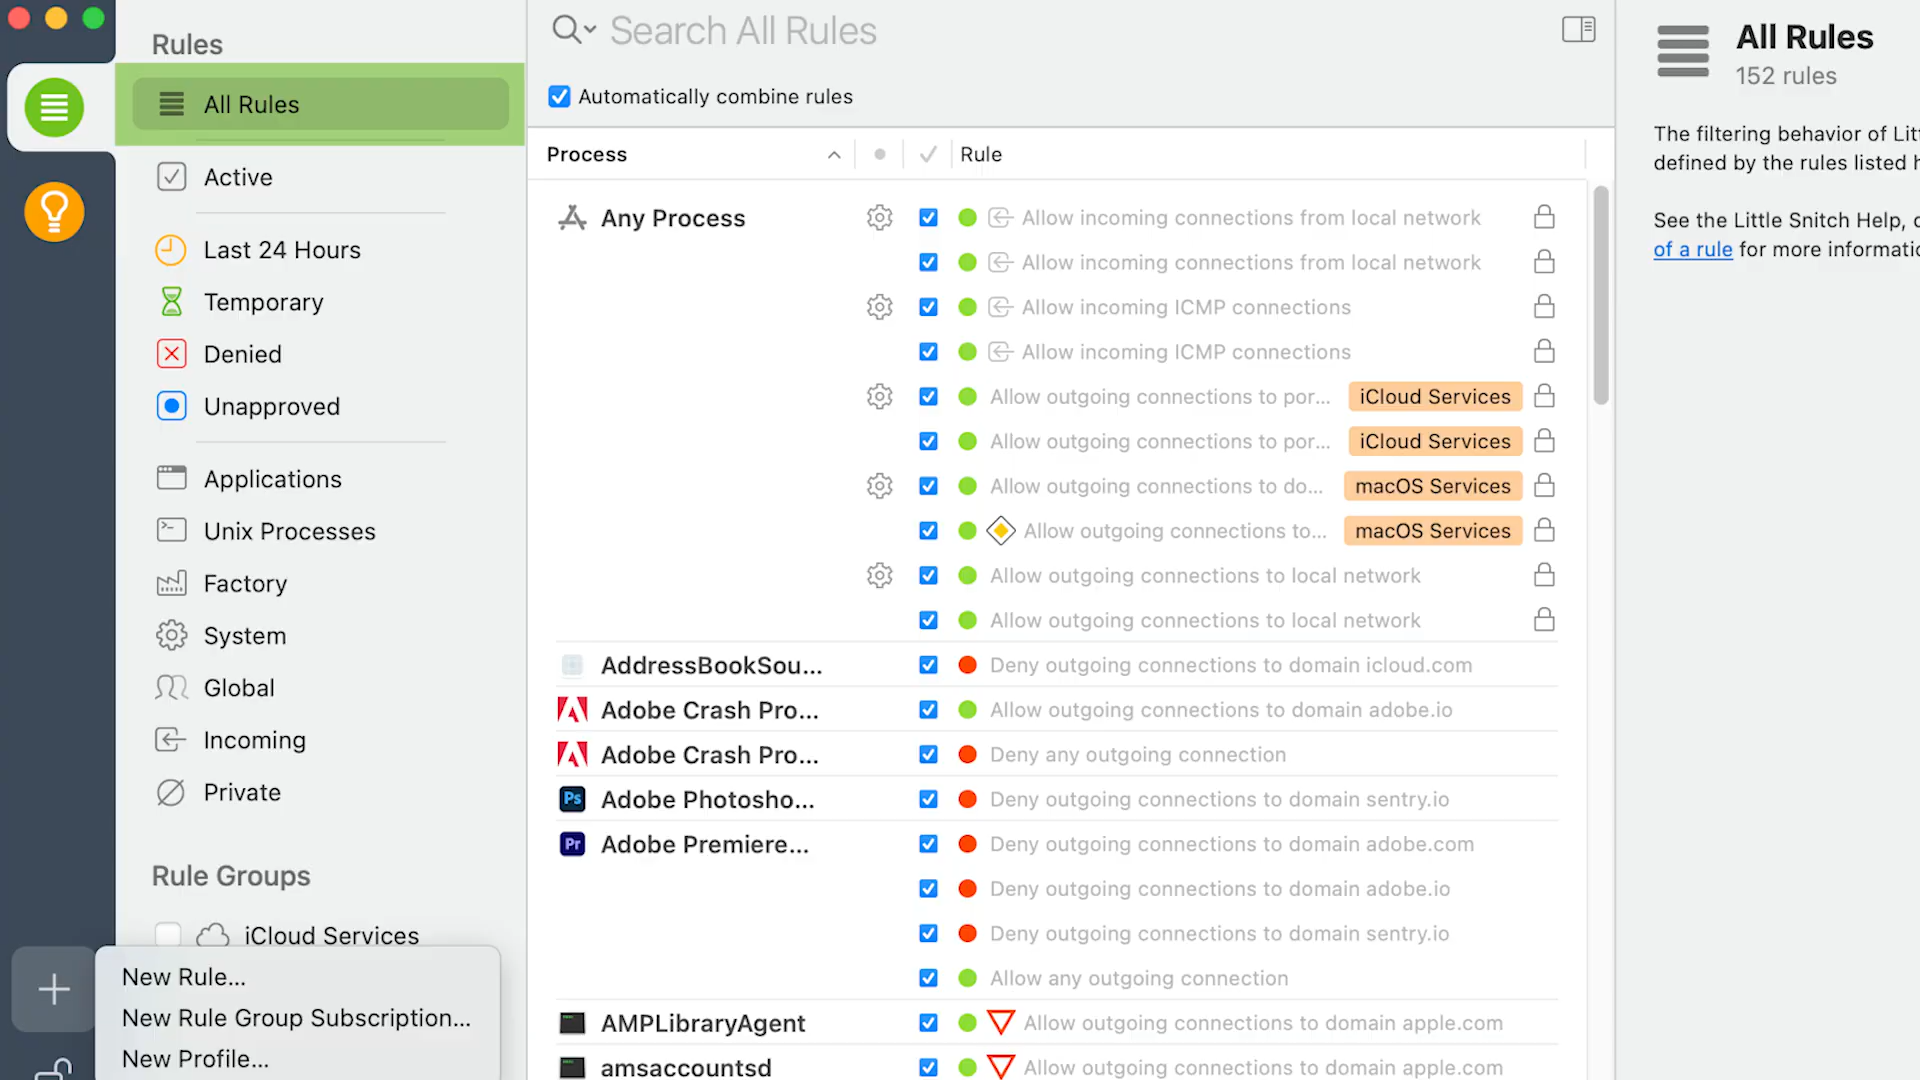 Rules
All Rules
Active
Last 24 Hours
Temporary
Denied
Unapproved
Applications
Unix Processes
Factory
System
Global
Incoming
Private
Rule Groups
iCloud Services
New Rule...
New Rule Group Subscription...
New Profile...
Search All Rules
Automatically combine rules
Process Rule
Any Process Allow incoming connections from local network
Allow incoming connections from local network
Allow incoming ICMP connections
Allow incoming ICMP connections
Allow outgoing connections to por... iCloud Services
Allow outgoing connections to por... iCloud Services
Allow outgoing connections to do... macOS Services
Allow outgoing connections to... macOS Services
Allow outgoing connections to local network
Allow outgoing connections to local network
AddressBookSou... Deny outgoing connections to domain icloud.com
Adobe Crash Pro... Allow outgoing connections to domain adobe.io
Adobe Crash Pro... Deny any outgoing connection
Ps Adobe Photosho... Deny outgoing connections to domain sentry.io
Pr Adobe Premiere... Deny outgoing connections to domain adobe.com
Deny outgoing connections to domain adobe.io
Deny outgoing connections to domain sentry.io
Allow any outgoing connection
AMPLibraryAgent Allow outgoing connections to domain apple.com
amsaccountsd Allow outgoing connections to domain apple.com
All Rules
152 rules
The filtering behavior of
defined by the rules listed
See the Little Snitch Help,
of a rule for more